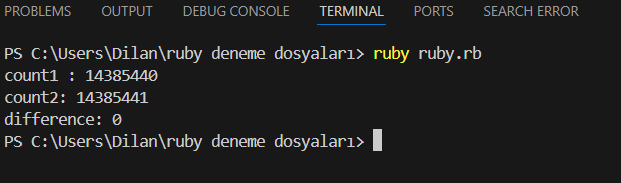 PROBLEMS OUTPUT DEBUG CONSOLE TERMINAL PORTS SEARCH ERROR
PS C:\Users\Dilan\ruby deneme dosyaları> ruby ruby.rb
count1 : 14385440
count2: 14385441
difference: 0
PS C:\Users\Dilan\ruby deneme dosyaları>